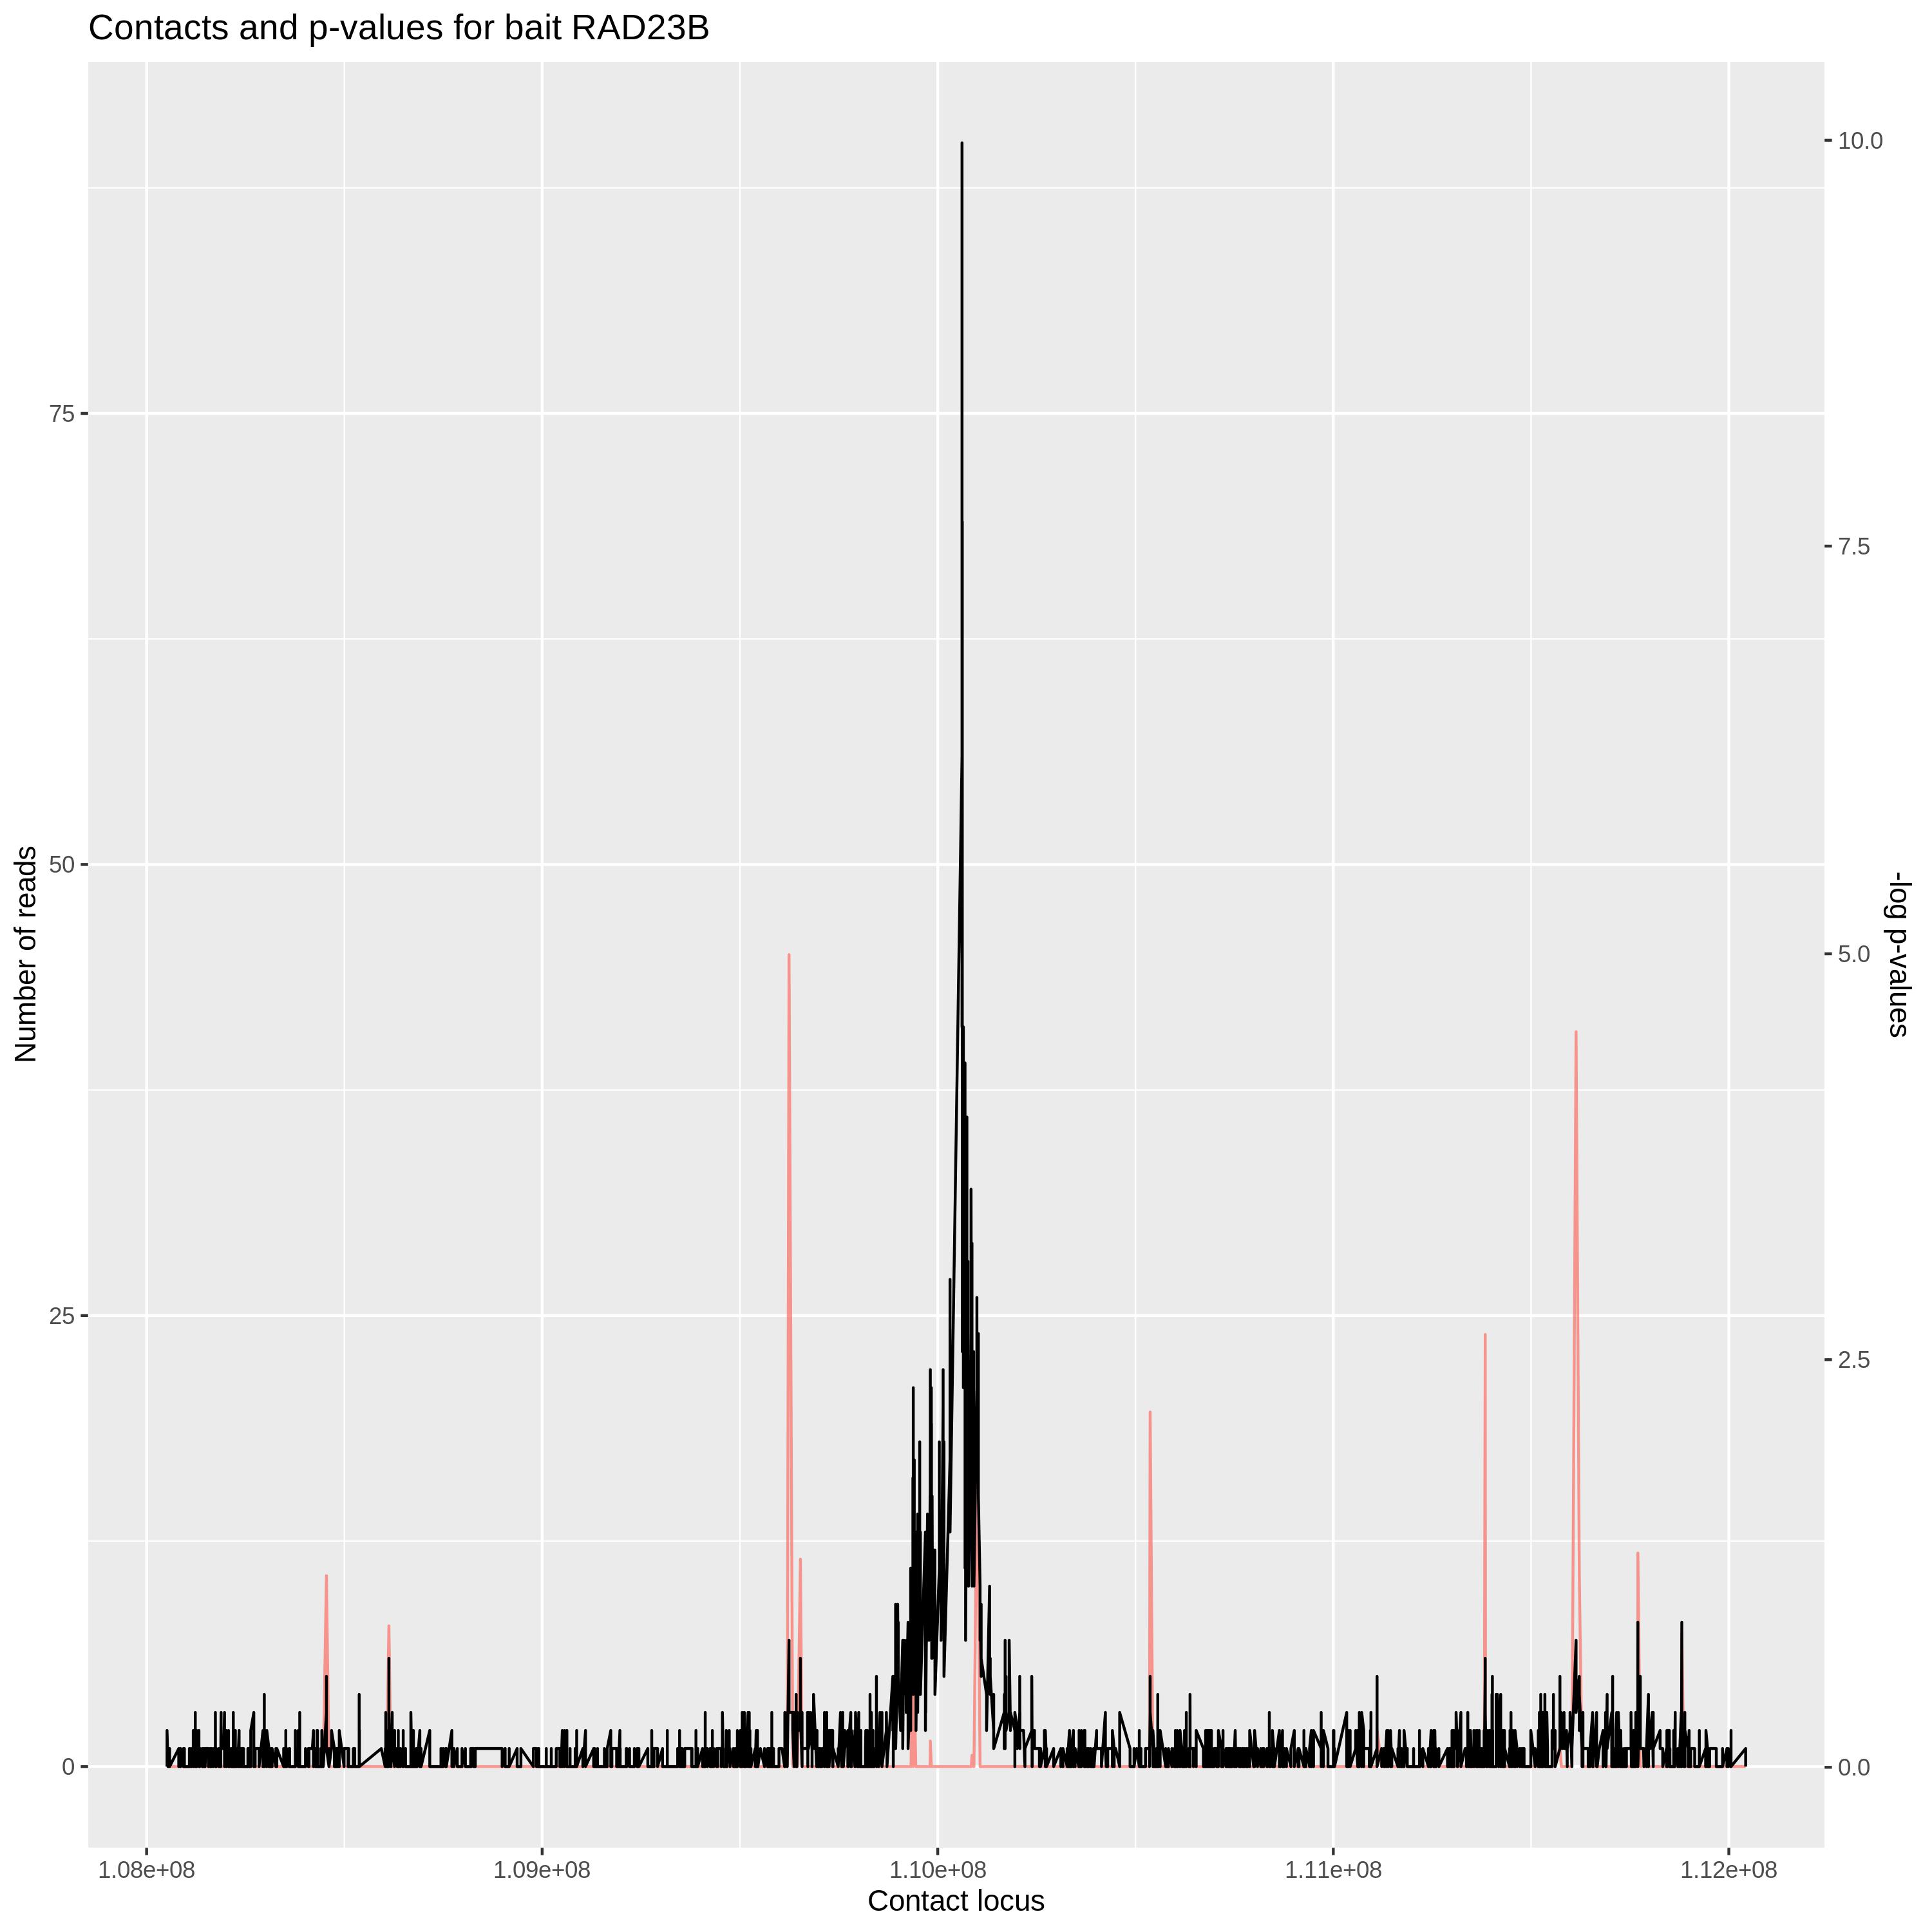 Contacts and p-values for bait RAD23B
10.0
75
7.5
50
5.0
Number of reads
-log p-values
25
2.5
0
0.0
1.08e+08 1.09e+08 1.10e+08 1.11e+08 1.12e+08
Contact locus